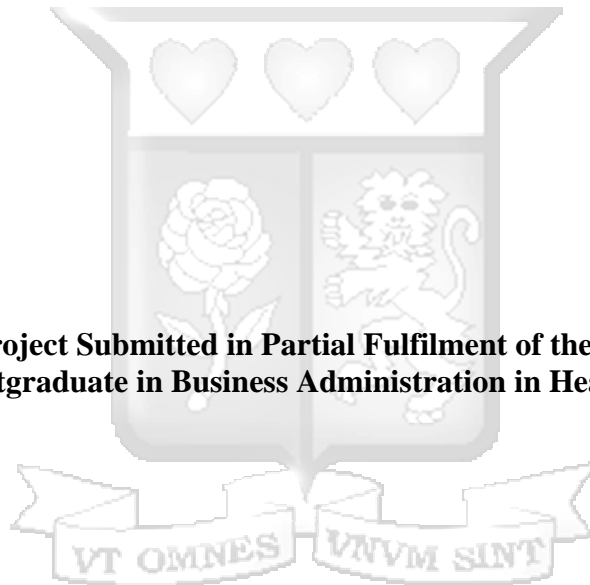 roject Submitted in Partial Fulfilment of the
tgraduate in Business Administration in Hea
VT OMNES VNVM SINT